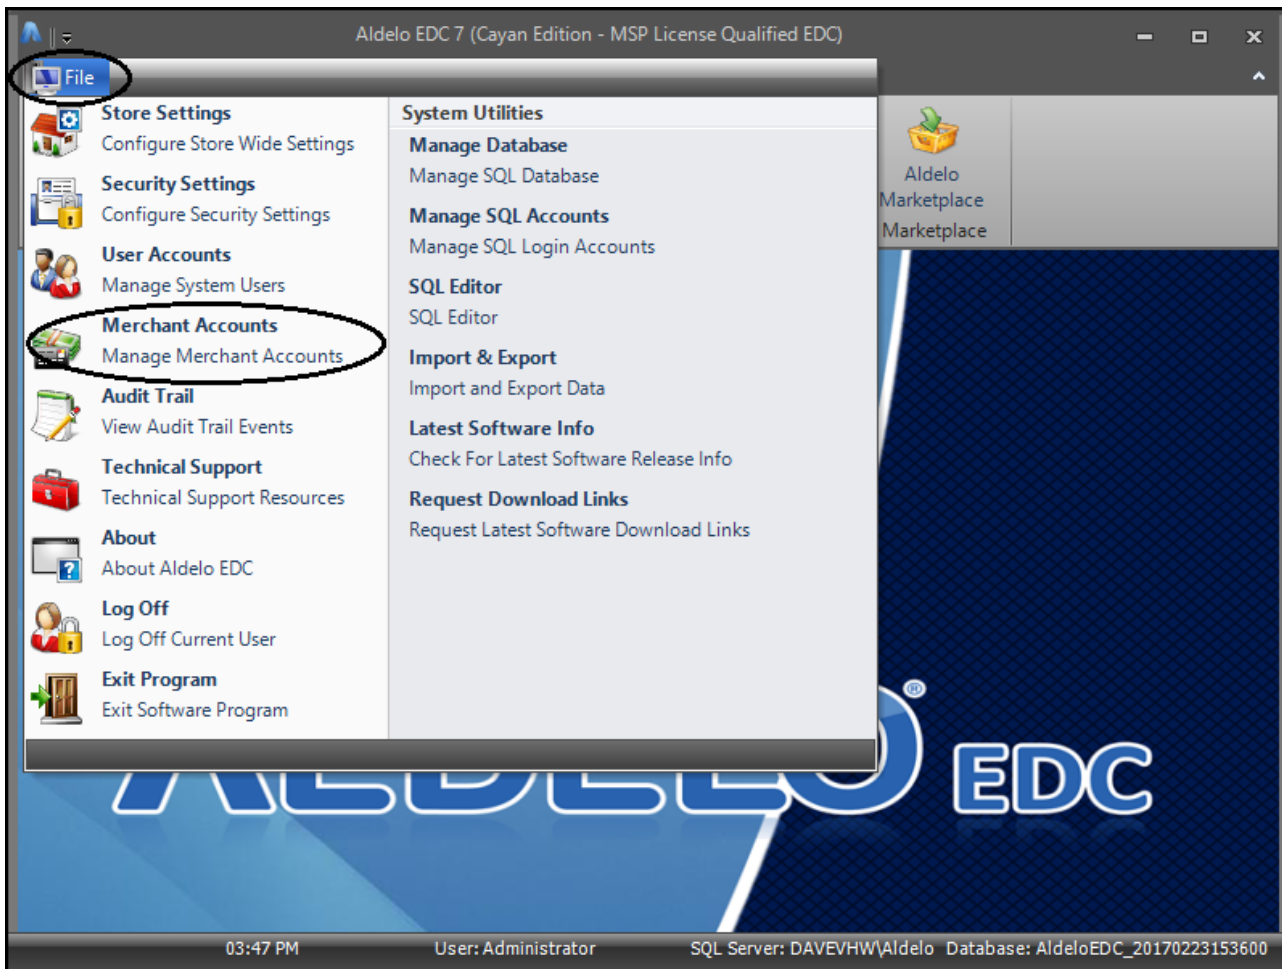 Aldelo EDC 7 (Cayan Edition - MSP License Qualified EDC)
File
Store Settings
Configure Store Wide Settings
Security Settings
Configure Security Settings
User Accounts
Manage System Users
Merchant Accounts
Manage Merchant Accounts
Audit Trail
View Audit Trail Events
Technical Support
Technical Support Resources
About
About Aldelo EDC
Log Off
Log Off Current User
Exit Program
Exit Software Program
System Utilities
Manage Database
Manage SQL Database
Manage SQL Accounts
Manage SQL Login Accounts
SQL Editor
SQL Editor
Import & Export
Import and Export Data
Latest Software Info
Check For Latest Software Release Info
Request Download Links
Request Latest Software Download Links
Aldelo
Marketplace
Marketplace
ALDELO® EDC
03:47 PM User: Administrator SQL Server: DAVEVHW\Aldelo Database: AldeloEDC_20170223153600